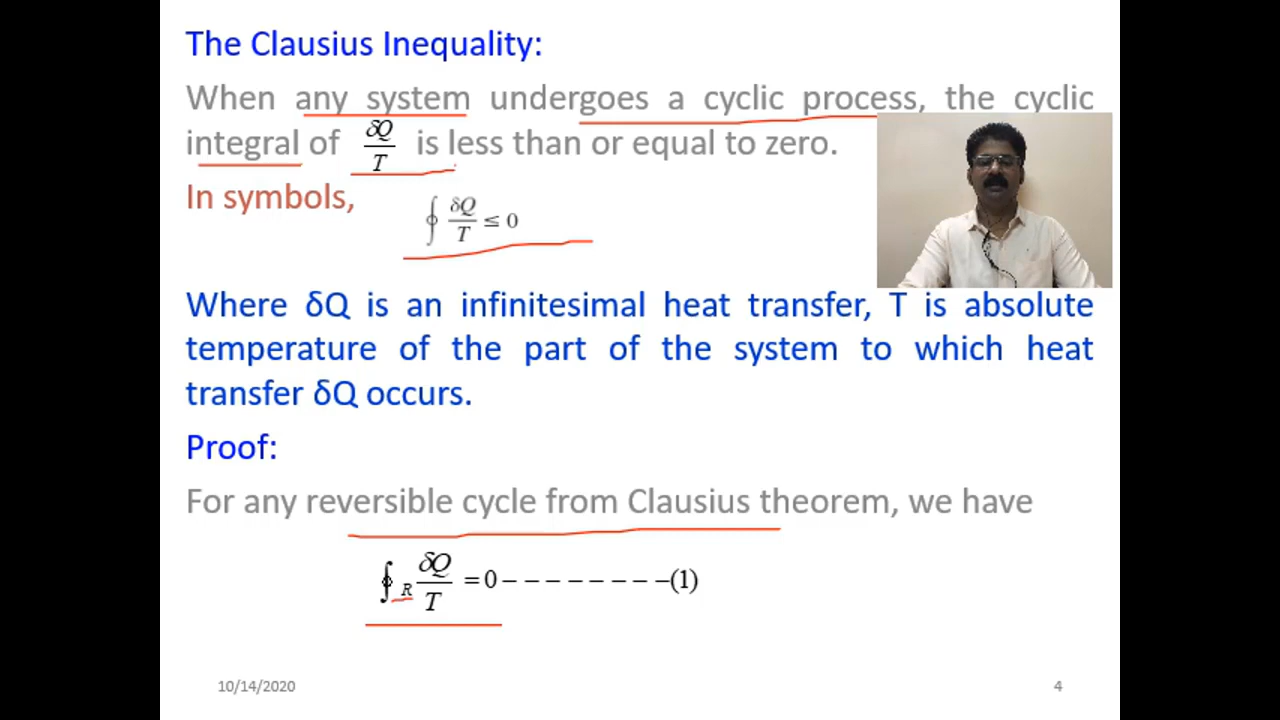 The Clausius Inequality:
When any system undergoes a cyclic process, the cyclic
integral of δQ/T is less than or equal to zero.
In symbols,
∮ δQ/T ≤ 0
Where δQ is an infinitesimal heat transfer, T is absolute
temperature of the part of the system to which heat
transfer δQ occurs.
Proof:
For any reversible cycle from Clausius theorem, we have
∮ R δQ/T = 0 – – – – – – – – –(1)
10/14/2020
4